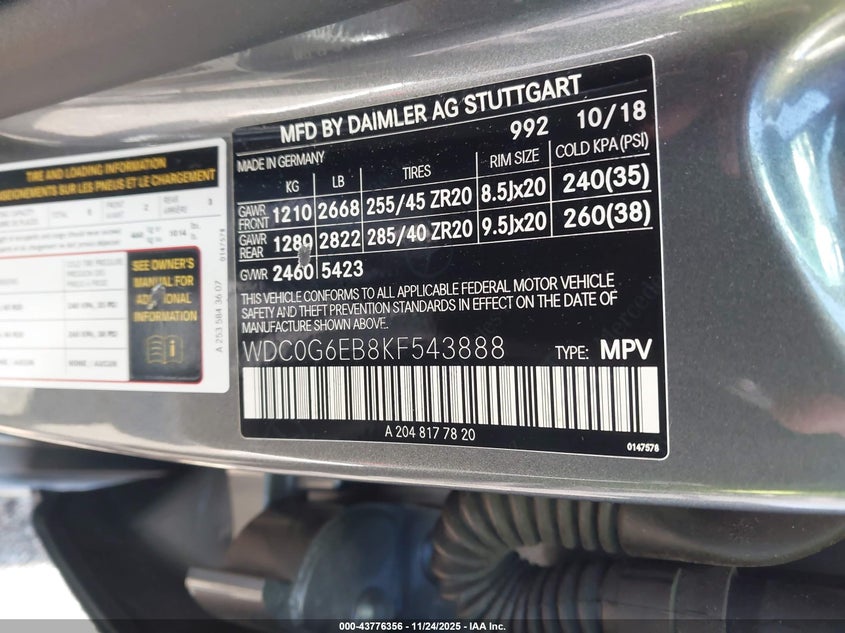 MFD BY DAIMLER AG STUTTGART
992 10/18
MADE IN GERMANY
KG LB TIRES RIM SIZE COLD KPA(PSI)
GAWR FRONT 1210 2668 255/45 ZR20 8.5Jx20 240(35)
GAWR REAR 1280 2822 285/40 ZR20 9.5Jx20 260(38)
GVWR 2460 5423
THIS VEHICLE CONFORMS TO ALL APPLICABLE FEDERAL MOTOR VEHICLE
SAFETY AND THEFT PREVENTION STANDARDS IN EFFECT ON THE DATE OF
MANUFACTURE SHOWN ABOVE.
WDC0G6EB8KF543888 TYPE: MPV
A 204 817 78 20
0147576
TIRE AND LOADING INFORMATION
RENSEIGNEMENTS SUR LES PNEUS ET LE CHARGEMENT
SEE OWNER'S
MANUAL FOR
ADDITIONAL
INFORMATION
A 253 584 36 07
0147576
000-43776356 - 11/24/2025 - IAA Inc.